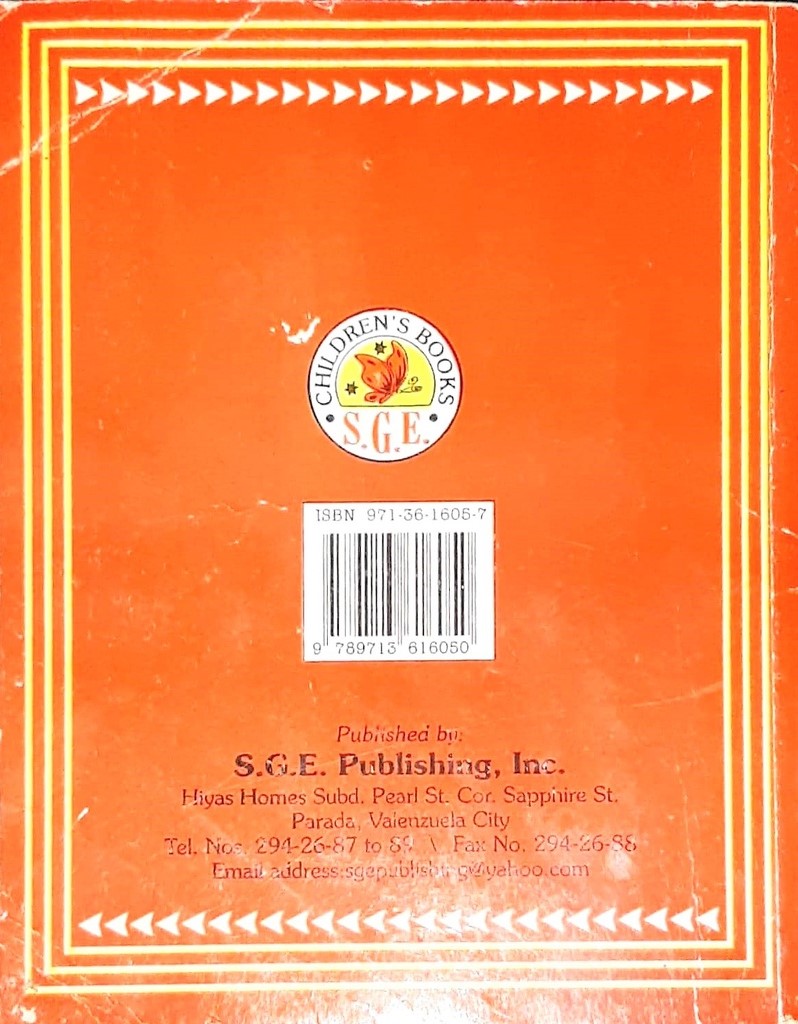 CHILDREN'S BOOKS
S.G.E.
ISBN 971-36-1605-7
9 789713 616050
Published by:
S.G.E. Publishing, Inc.
Hiyas Homes Subd. Pearl St. Cor. Sapphire St.
Parada, Valenzuela City
Tel. Nos. 294-26-87 to 89 \ Fax No. 294-26-88
Email address:sgepublishing@yahoo.com